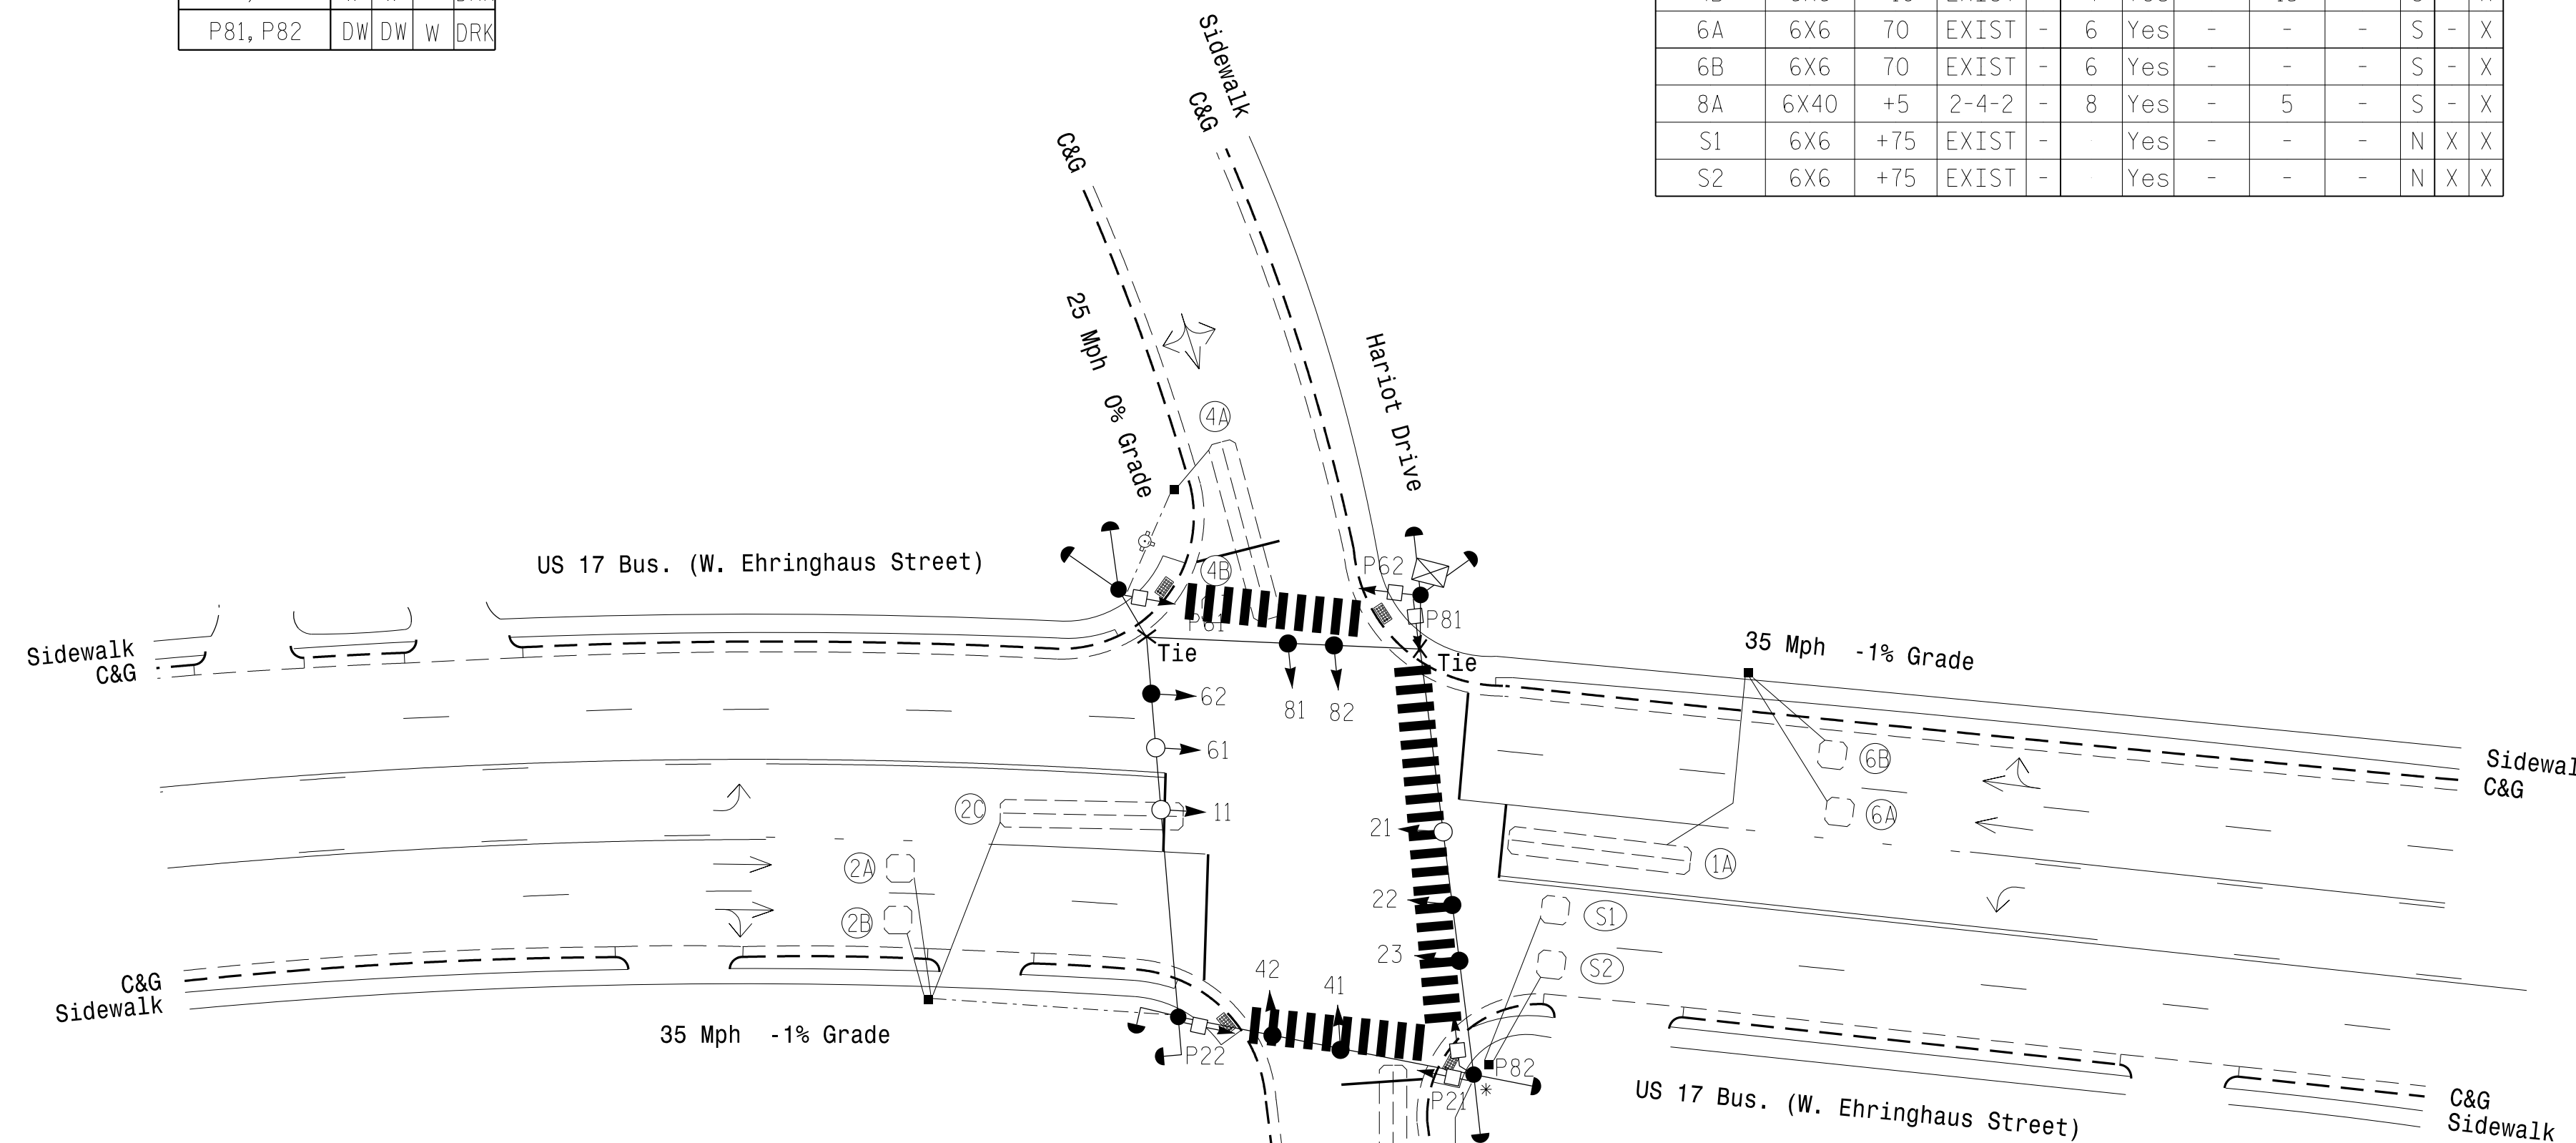 P81, P82 DW DW W DRK
6A 6X6 70 EXIST - 6 Yes - - - S - X
6B 6X6 70 EXIST - 6 Yes - - - S - X
8A 6X40 +5 2-4-2 - 8 Yes - 5 - S - X
S1 6X6 +75 EXIST - Yes - - - N X X
S2 6X6 +75 EXIST - Yes - - - N X X
Sidewalk
C&G
C&G
25 Mph 0% Grade
Hariot Drive
4A
US 17 Bus. (W. Ehringhaus Street)
4B
P62
P61
P81
Sidewalk
C&G
Tie
Tie
35 Mph -1% Grade
62
81
82
61
6B
Sidewal
C&G
2C
11
6A
21
2A
1A
22
2B
S1
23
S2
C&G
Sidewalk
42
41
35 Mph -1% Grade
P22
P82
P21
*
US 17 Bus. (W. Ehringhaus Street)
C&G
Sidewalk